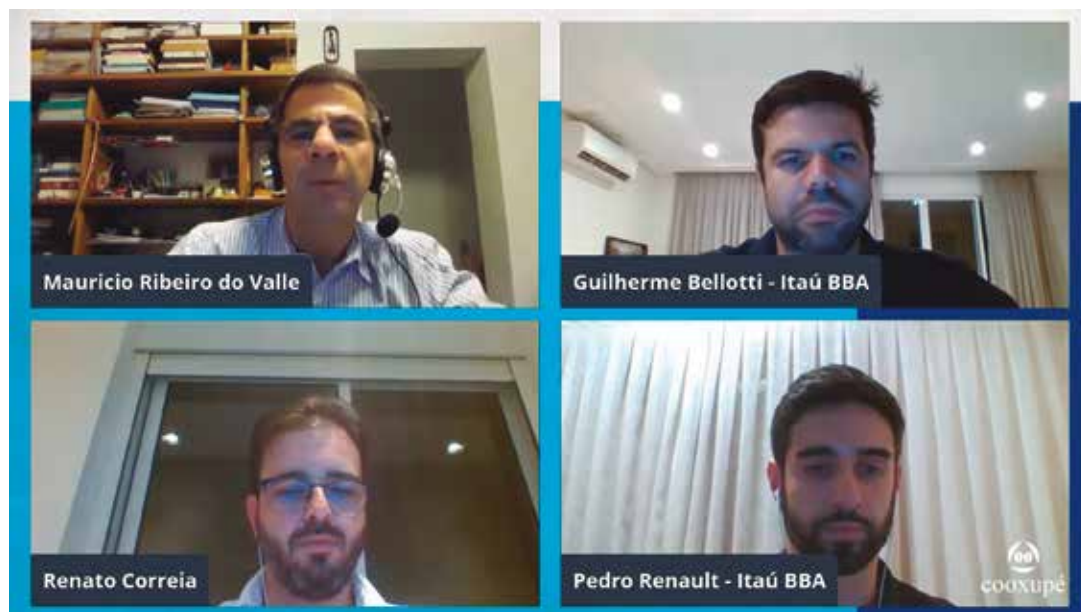 Mauricio Ribeiro do Valle
Guilherme Bellotti - Itaú BBA
Renato Correia
Pedro Renault - Itaú BBA
cooxupé